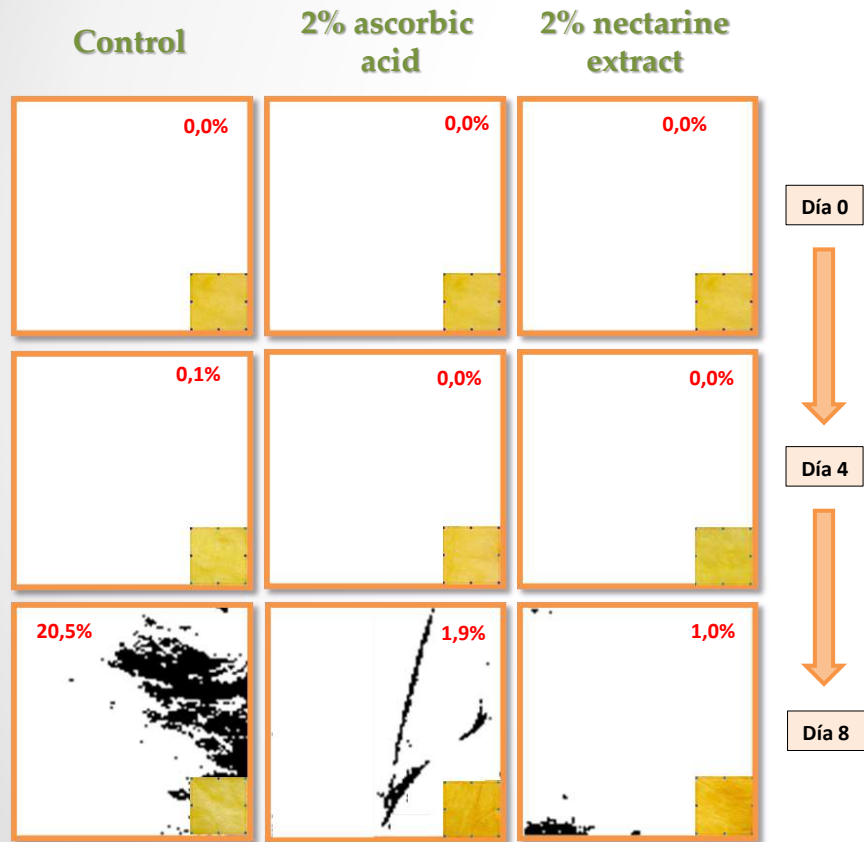 Control
2% ascorbic
acid
2% nectarine
extract
0,0%
0,0%
0,0%
Día 0
0,1%
0,0%
0,0%
Día 4
20,5%
1,9%
1,0%
Día 8